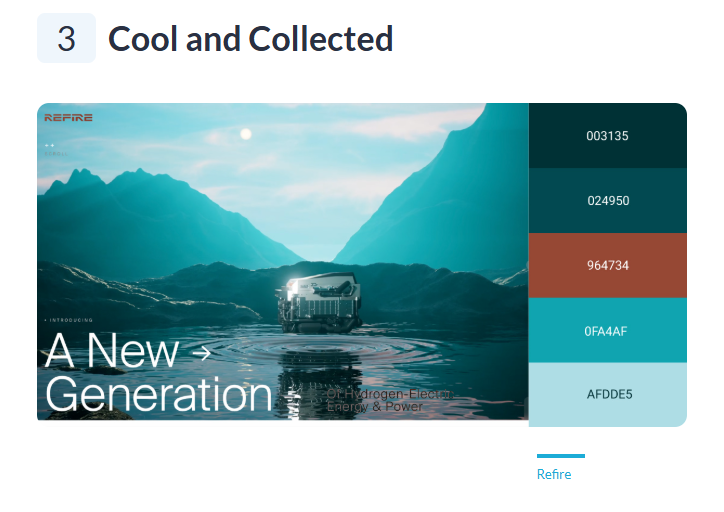 3 Cool and Collected
REFIRE
003135
024950
964734
0FA4AF
AFDDE5
• INTRODUCING
A New →
Generation
Of Hydrogen-Electric
Energy & Power
Refire